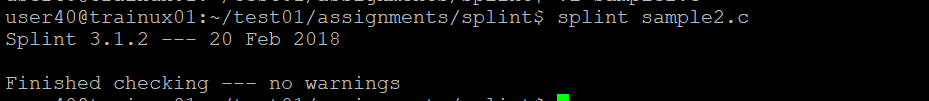 user40@trainux01:~/test01/assignments/splint$ splint sample2.c
Splint 3.1.2 --- 20 Feb 2018
Finished checking --- no warnings